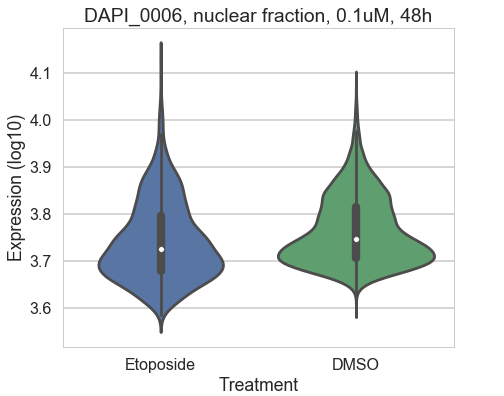 DAPI_0006, nuclear fraction, 0.1uM, 48h
4.1
4.0
3.9
3.8
3.7
3.6
Expression (log10)
Etoposide DMSO
Treatment